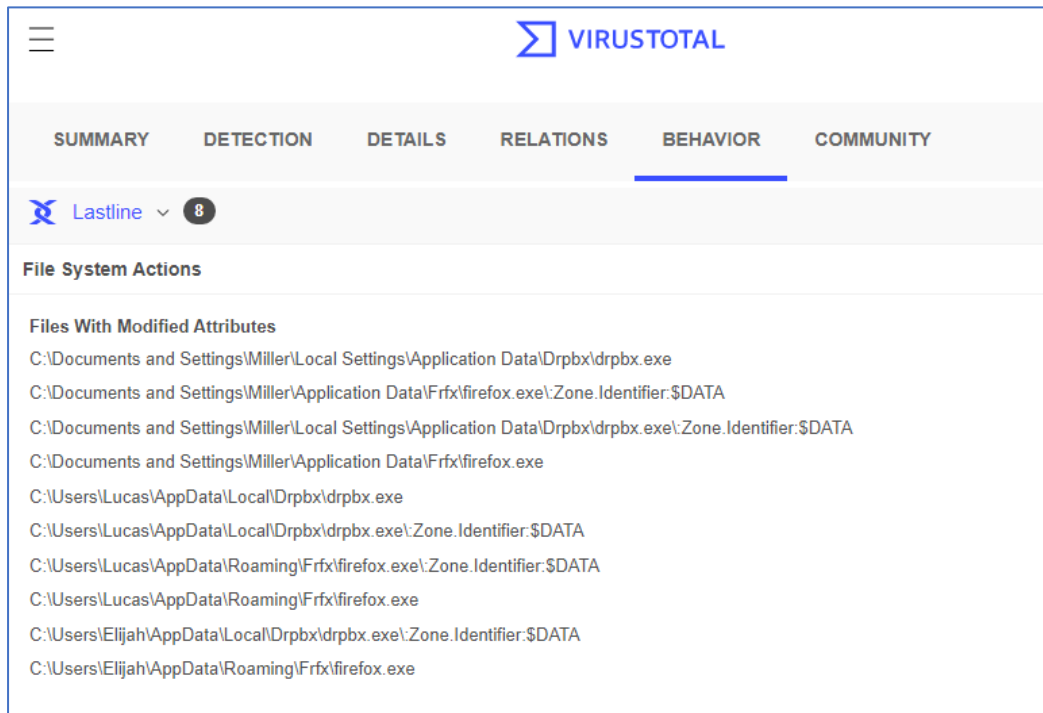 VIRUSTOTAL
SUMMARY DETECTION DETAILS RELATIONS BEHAVIOR COMMUNITY
Lastline 8
File System Actions
Files With Modified Attributes
C:\Documents and Settings\Miller\Local Settings\Application Data\Drpbx\drpbx.exe
C:\Documents and Settings\Miller\Application Data\Frfx\firefox.exe\:Zone.Identifier:$DATA
C:\Documents and Settings\Miller\Local Settings\Application Data\Drpbx\drpbx.exe\:Zone.Identifier:$DATA
C:\Documents and Settings\Miller\Application Data\Frfx\firefox.exe
C:\Users\Lucas\AppData\Local\Drpbx\drpbx.exe
C:\Users\Lucas\AppData\Local\Drpbx\drpbx.exe\:Zone.Identifier:$DATA
C:\Users\Lucas\AppData\Roaming\Frfx\firefox.exe\:Zone.Identifier:$DATA
C:\Users\Lucas\AppData\Roaming\Frfx\firefox.exe
C:\Users\Elijah\AppData\Local\Drpbx\drpbx.exe\:Zone.Identifier:$DATA
C:\Users\Elijah\AppData\Roaming\Frfx\firefox.exe